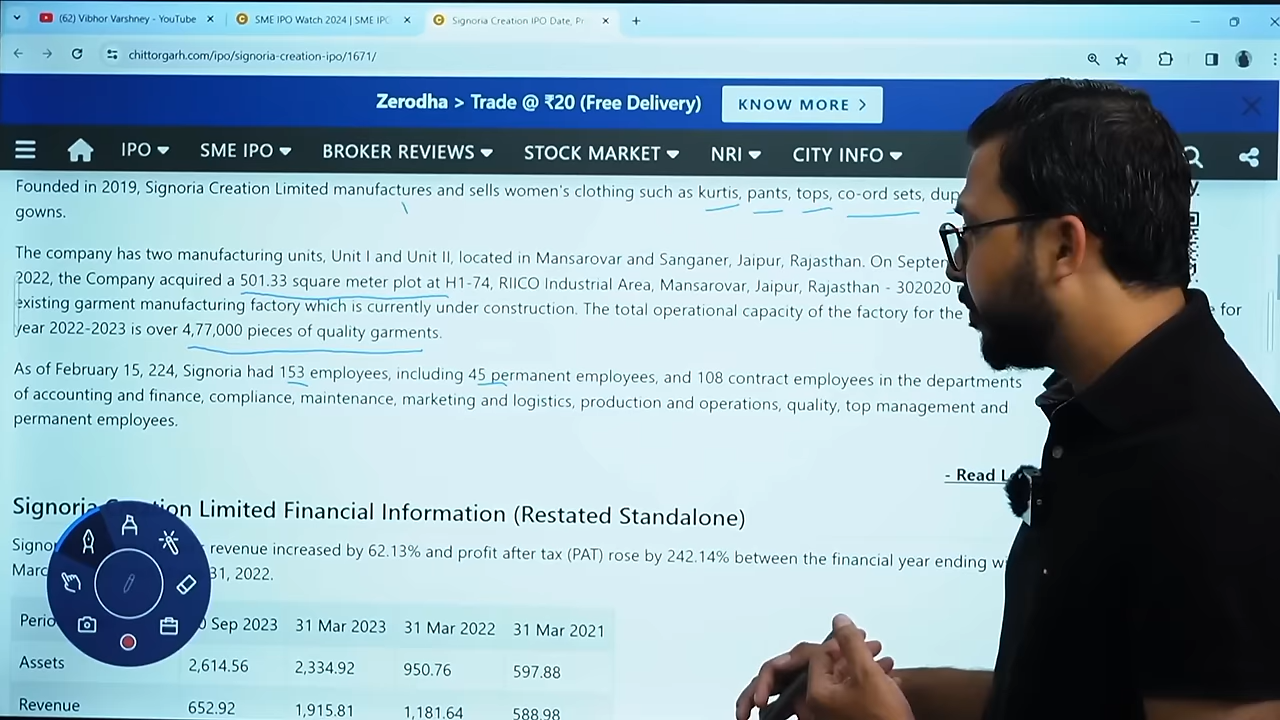 (62) Vibhor Varshney - YouTube
SME IPO Watch 2024 | SME IPO
Signoria Creation IPO Date, Pr
chittorgarh.com/ipo/signoria-creation-ipo/1671/
Zerodha > Trade @ ₹20 (Free Delivery)
KNOW MORE >
IPO SME IPO BROKER REVIEWS STOCK MARKET NRI CITY INFO
Founded in 2019, Signoria Creation Limited manufactures and sells women's clothing such as kurtis, pants, tops, co-ord sets, dup
gowns.
The company has two manufacturing units, Unit I and Unit II, located in Mansarovar and Sanganer, Jaipur, Rajasthan. On Septem
2022, the Company acquired a 501.33 square meter plot at H1-74, RIICO Industrial Area, Mansarovar, Jaipur, Rajasthan - 302020
existing garment manufacturing factory which is currently under construction. The total operational capacity of the factory for the
year 2022-2023 is over 4,77,000 pieces of quality garments.
e for
As of February 15, 224, Signoria had 153 employees, including 45 permanent employees, and 108 contract employees in the departments
of accounting and finance, compliance, maintenance, marketing and logistics, production and operations, quality, top management and
permanent employees.
- Read L
Signoria Creation Limited Financial Information (Restated Standalone)
Signo revenue increased by 62.13% and profit after tax (PAT) rose by 242.14% between the financial year ending w
Marc 31, 2022.
Perio Sep 2023 31 Mar 2023 31 Mar 2022 31 Mar 2021
Assets 2,614.56 2,334.92 950.76 597.88
Revenue 652.92 1,915.81 1,181.64 588.98